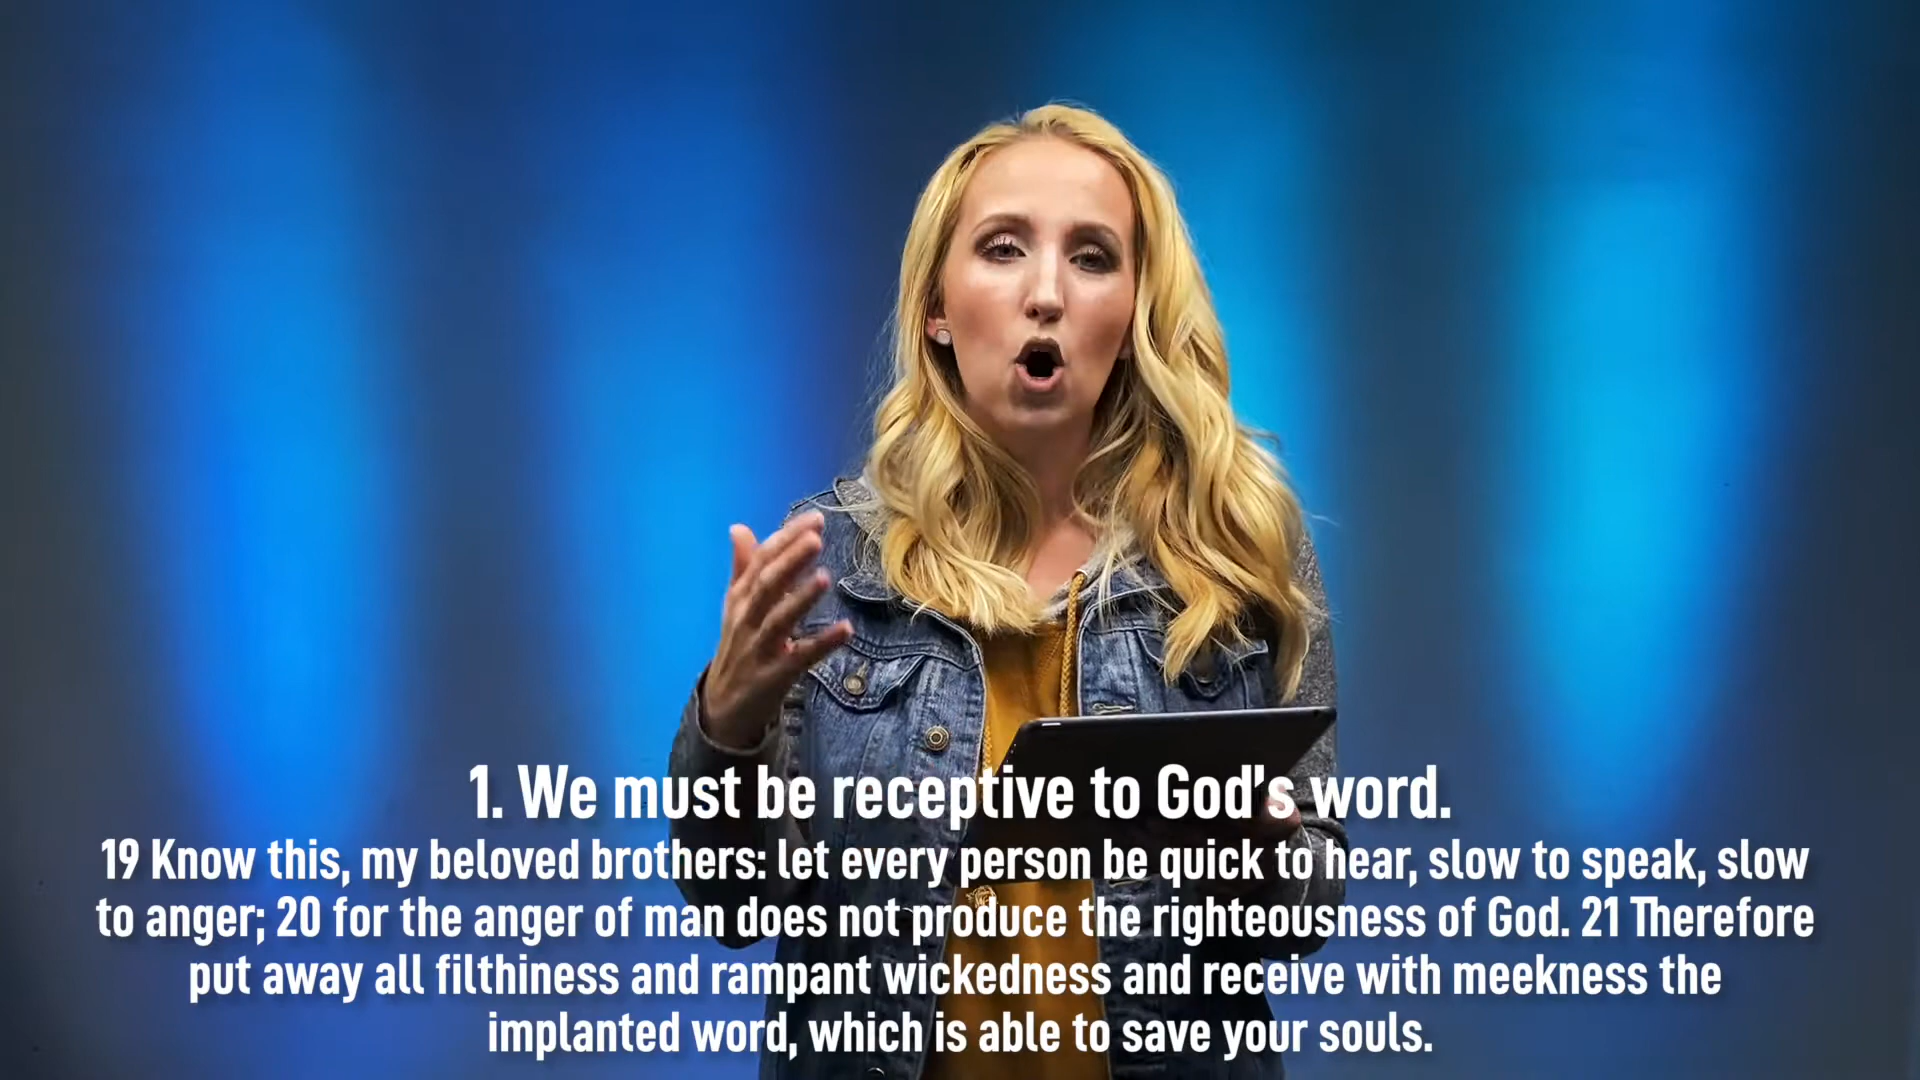 1. We must be receptive to God's word.
19 Know this, my beloved brothers: let every person be quick to hear, slow to speak, slow
to anger; 20 for the anger of man does not produce the righteousness of God. 21 Therefore
put away all filthiness and rampant wickedness and receive with meekness the
implanted word, which is able to save your souls.